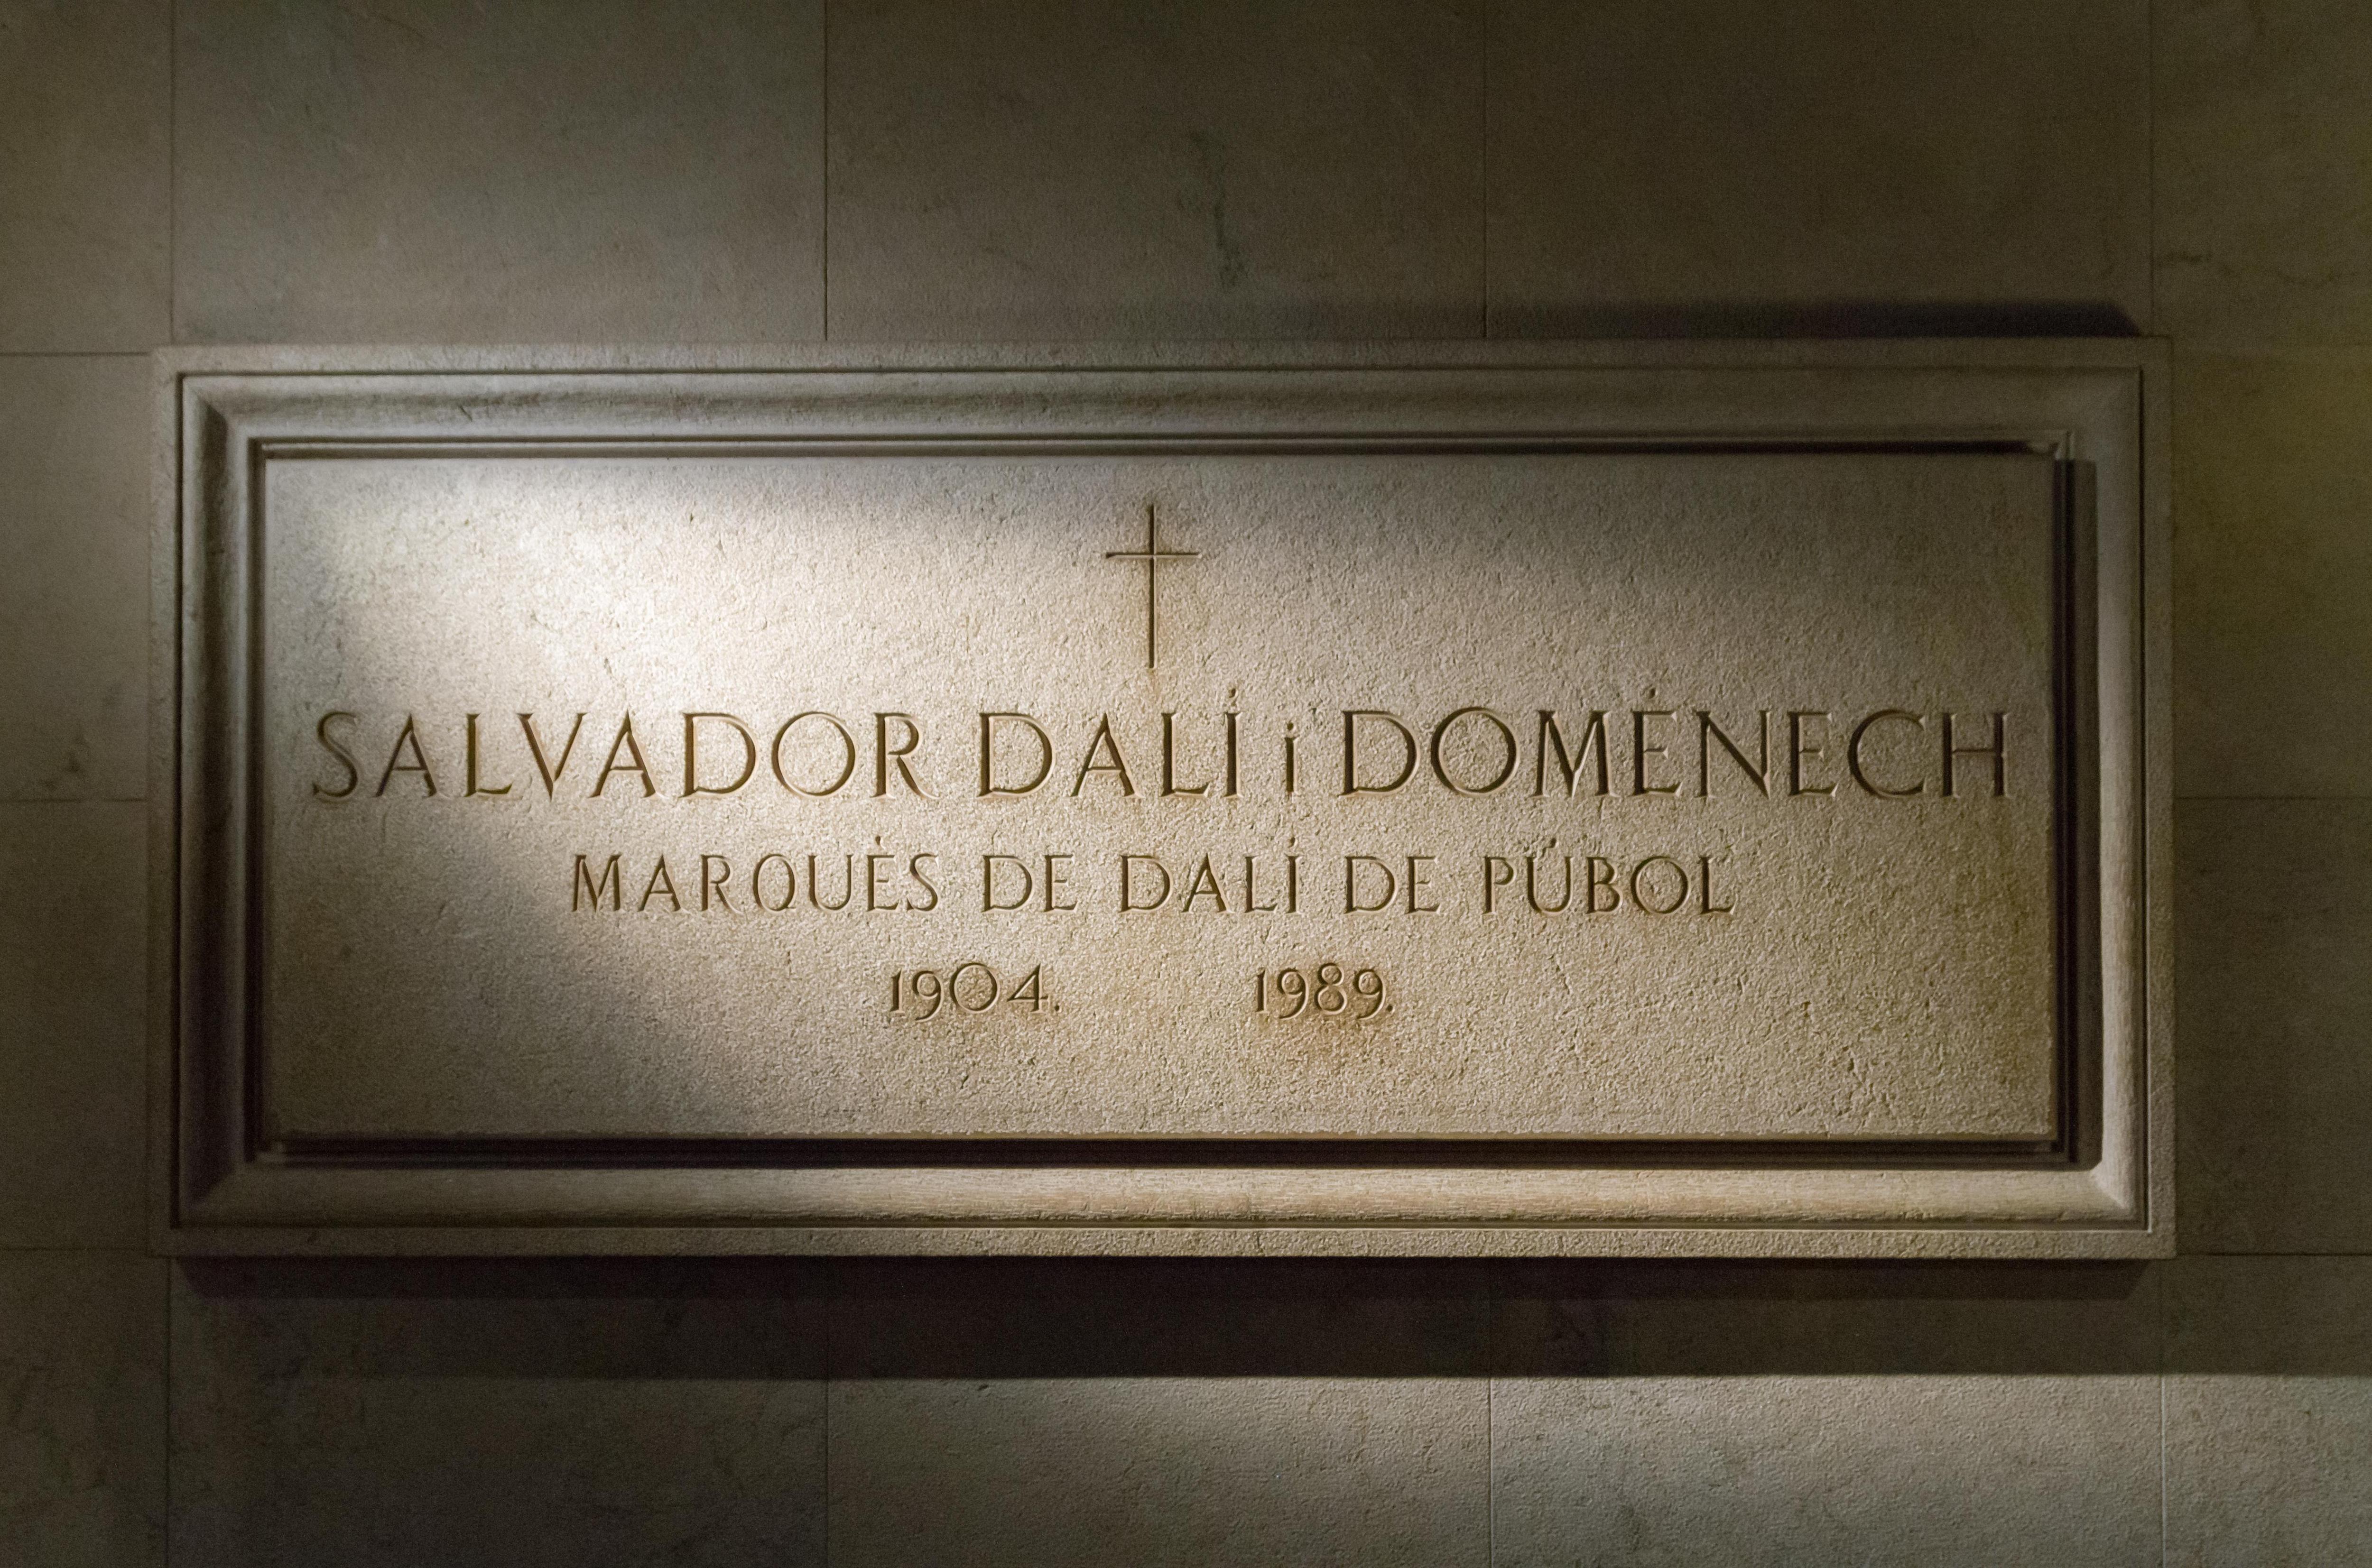 SALVADOR DALÍ i DOMÈNECH
MARQUÈS DE DALÍ DE PÚBOL
1904. 1989.